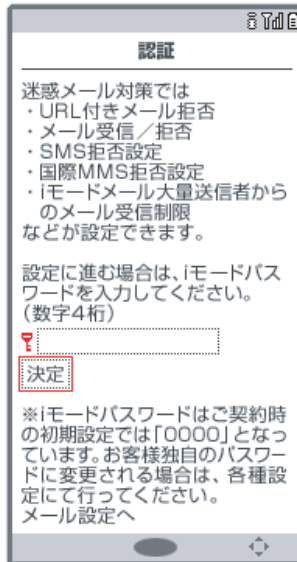 認証
迷惑メール対策では
・URL付きメール拒否
・メール受信／拒否
・SMS拒否設定
・国際MMS拒否設定
・iモードメール大量送信者から
のメール受信制限
などが設定できます。
設定に進む場合は、iモードパス
ワードを入力してください。
(数字4桁)
決定
※iモードパスワードはご契約時
の初期設定では「0000」となっ
ています。お客様独自のパスワー
ドに変更される場合は、各種設
定にて行ってください。
メール設定へ